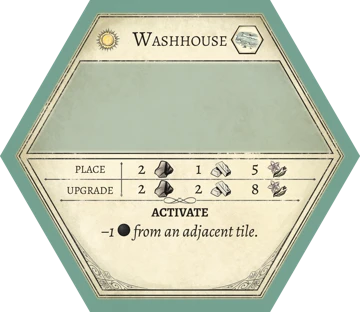 WASHHOUSE
PLACE 2 1 5
UPGRADE 2 2 8
ACTIVATE
–1 from an adjacent tile.